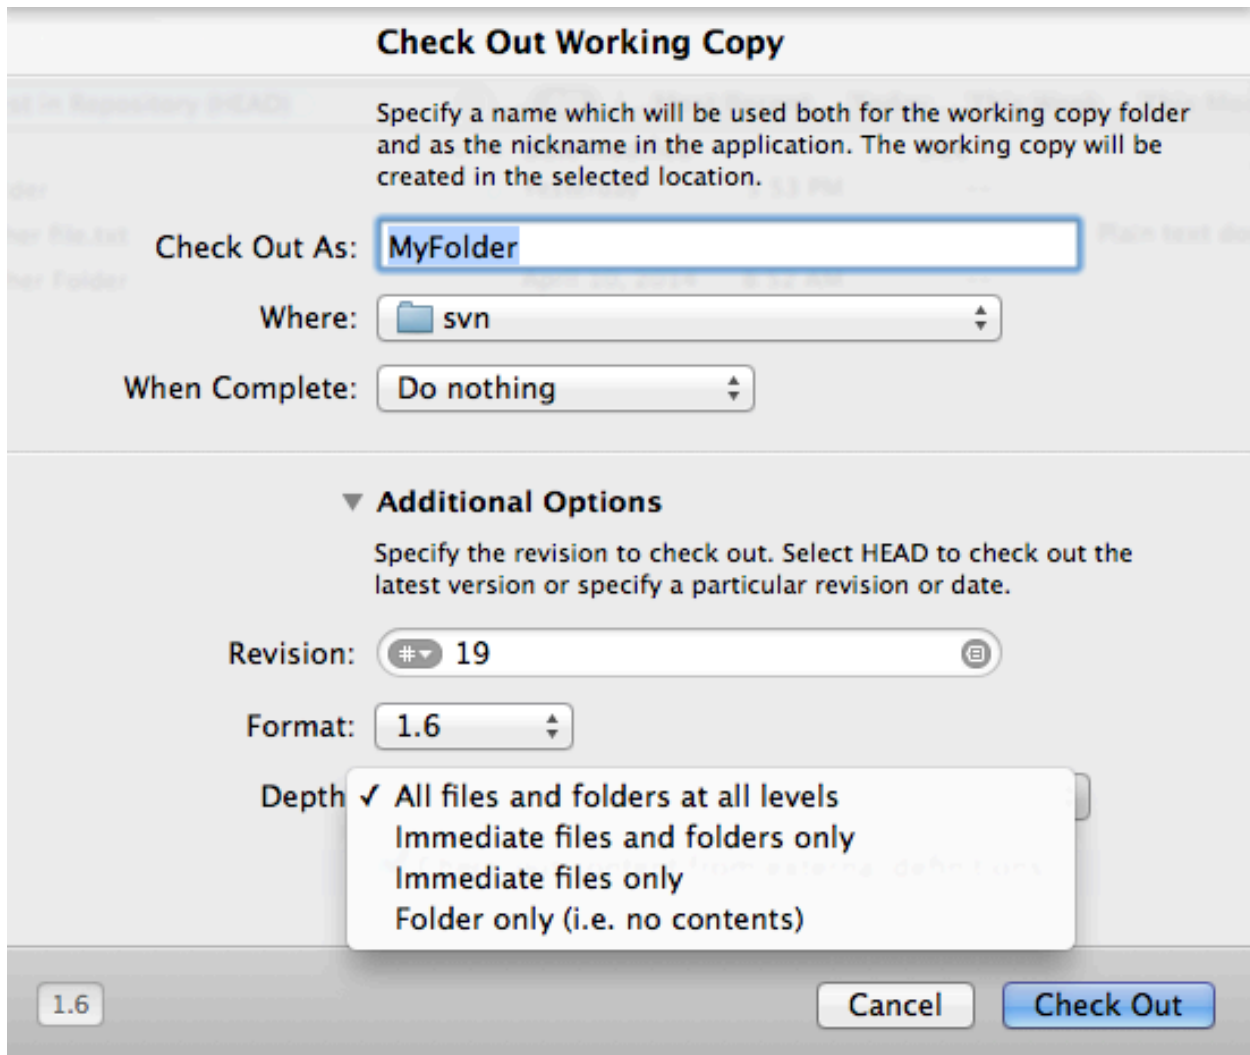 Check Out Working Copy
Specify a name which will be used both for the working copy folder
and as the nickname in the application. The working copy will be
created in the selected location.
Check Out As: MyFolder
Where: svn
When Complete: Do nothing
Additional Options
Specify the revision to check out. Select HEAD to check out the
latest version or specify a particular revision or date.
Revision: # 19
Format: 1.6
Depth ✓ All files and folders at all levels
Immediate files and folders only
Immediate files only
Folder only (i.e. no contents)
1.6 Cancel Check Out